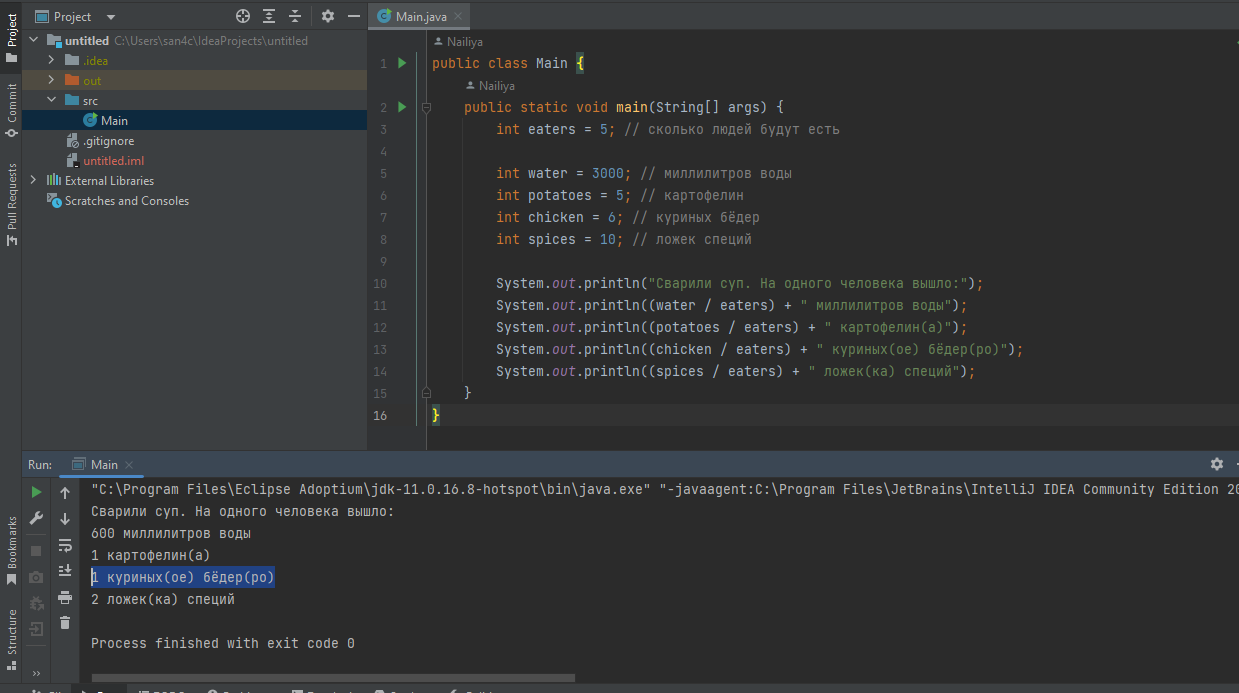 Project
Main.java
Project
untitled C:\Users\san4c\IdeaProjects\untitled
.idea
out
src
Main
.gitignore
untitled.iml
External Libraries
Scratches and Consoles
Commit
Pull Requests
Nailiya
1 public class Main {
Nailiya
2 public static void main(String[] args) {
3 int eaters = 5; // сколько людей будут есть
4
5 int water = 3000; // миллилитров воды
6 int potatoes = 5; // картофелин
7 int chicken = 6; // куриных бёдер
8 int spices = 10; // ложек специй
9
10 System.out.println("Сварили суп. На одного человека вышло:");
11 System.out.println((water / eaters) + " миллилитров воды");
12 System.out.println((potatoes / eaters) + " картофелин(а)");
13 System.out.println((chicken / eaters) + " куриных(ое) бёдер(ро)");
14 System.out.println((spices / eaters) + " ложек(ка) специй");
15 }
16 }
Run: Main
"C:\Program Files\Eclipse Adoptium\jdk-11.0.16.8-hotspot\bin\java.exe" "-javaagent:C:\Program Files\JetBrains\IntelliJ IDEA Community Edition 20
Сварили суп. На одного человека вышло:
600 миллилитров воды
1 картофелин(а)
1 куриных(ое) бёдер(ро)
2 ложек(ка) специй
Process finished with exit code 0
Bookmarks
Structure